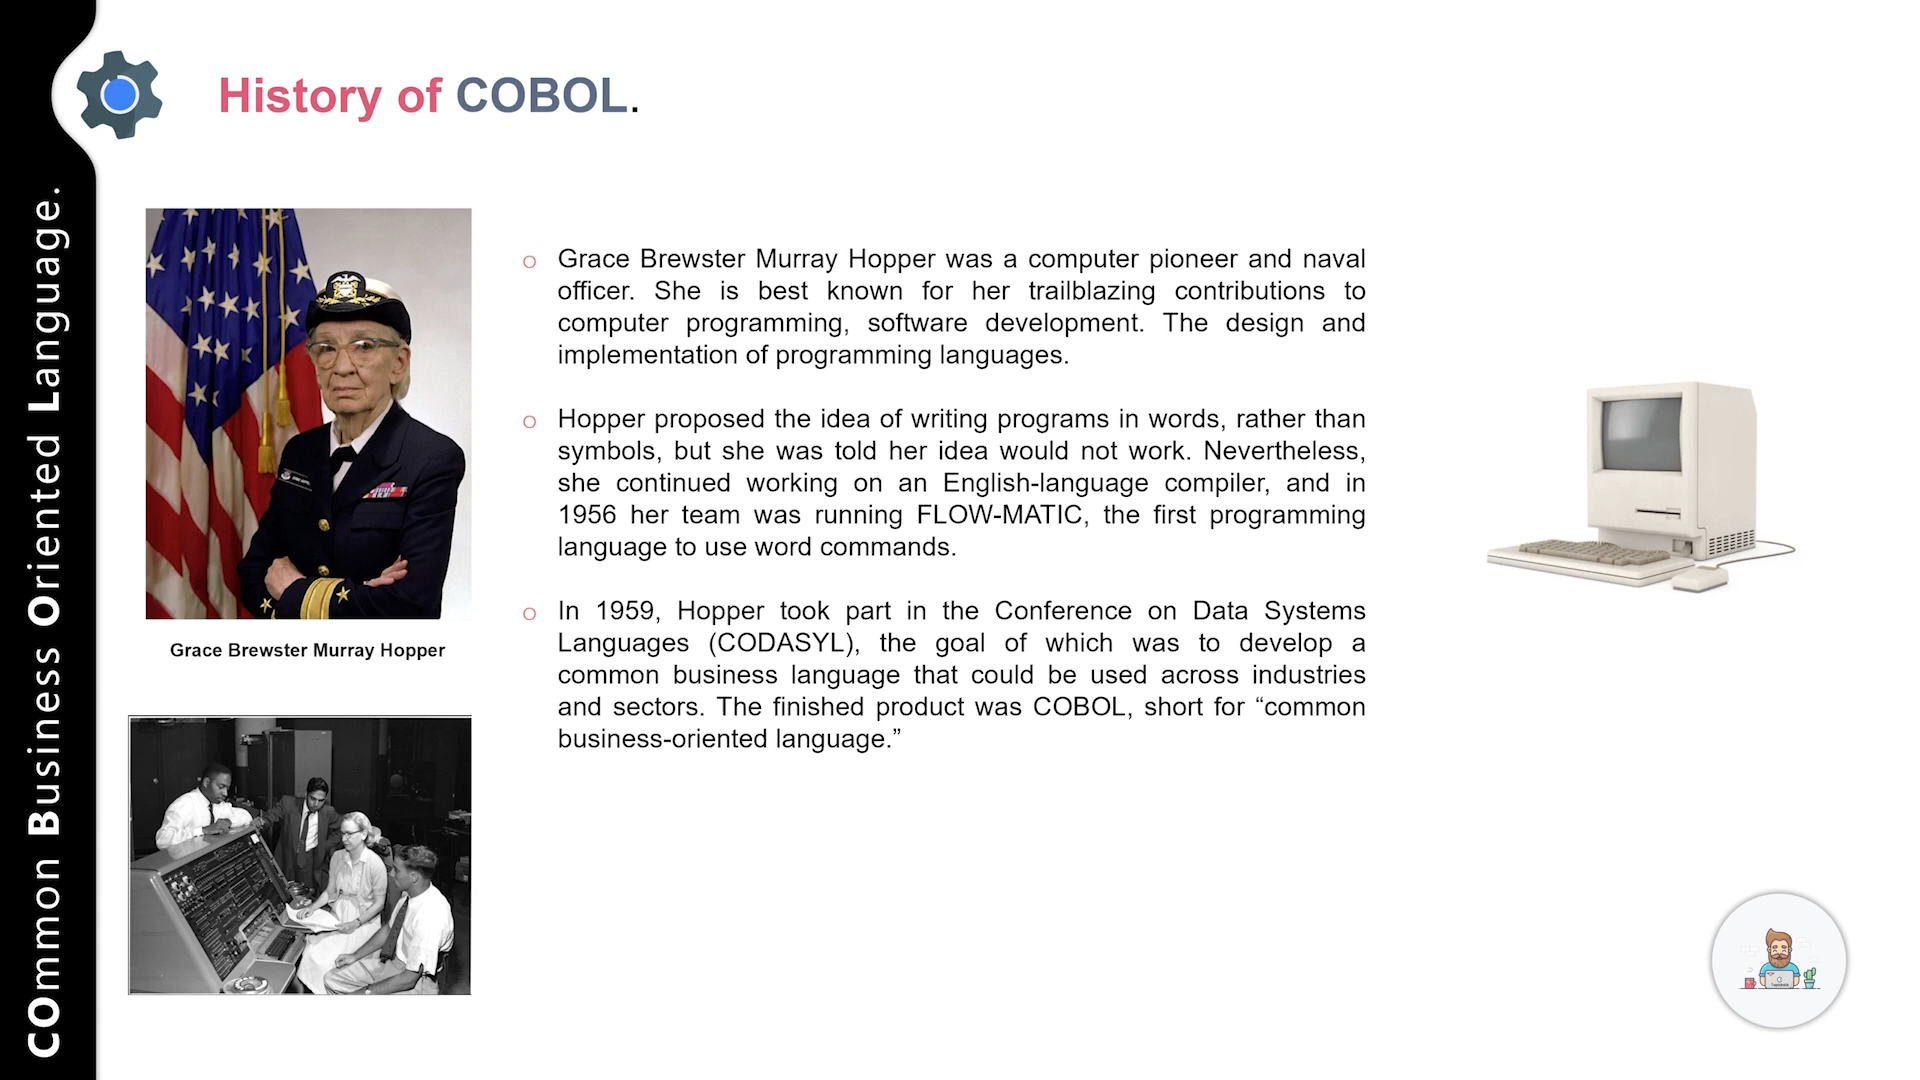 COmmon Business Oriented Language.
History of COBOL.
Grace Brewster Murray Hopper
Grace Brewster Murray Hopper was a computer pioneer and naval
officer. She is best known for her trailblazing contributions to
computer programming, software development. The design and
implementation of programming languages.
Hopper proposed the idea of writing programs in words, rather than
symbols, but she was told her idea would not work. Nevertheless,
she continued working on an English-language compiler, and in
1956 her team was running FLOW-MATIC, the first programming
language to use word commands.
In 1959, Hopper took part in the Conference on Data Systems
Languages (CODASYL), the goal of which was to develop a
common business language that could be used across industries
and sectors. The finished product was COBOL, short for “common
business-oriented language.”